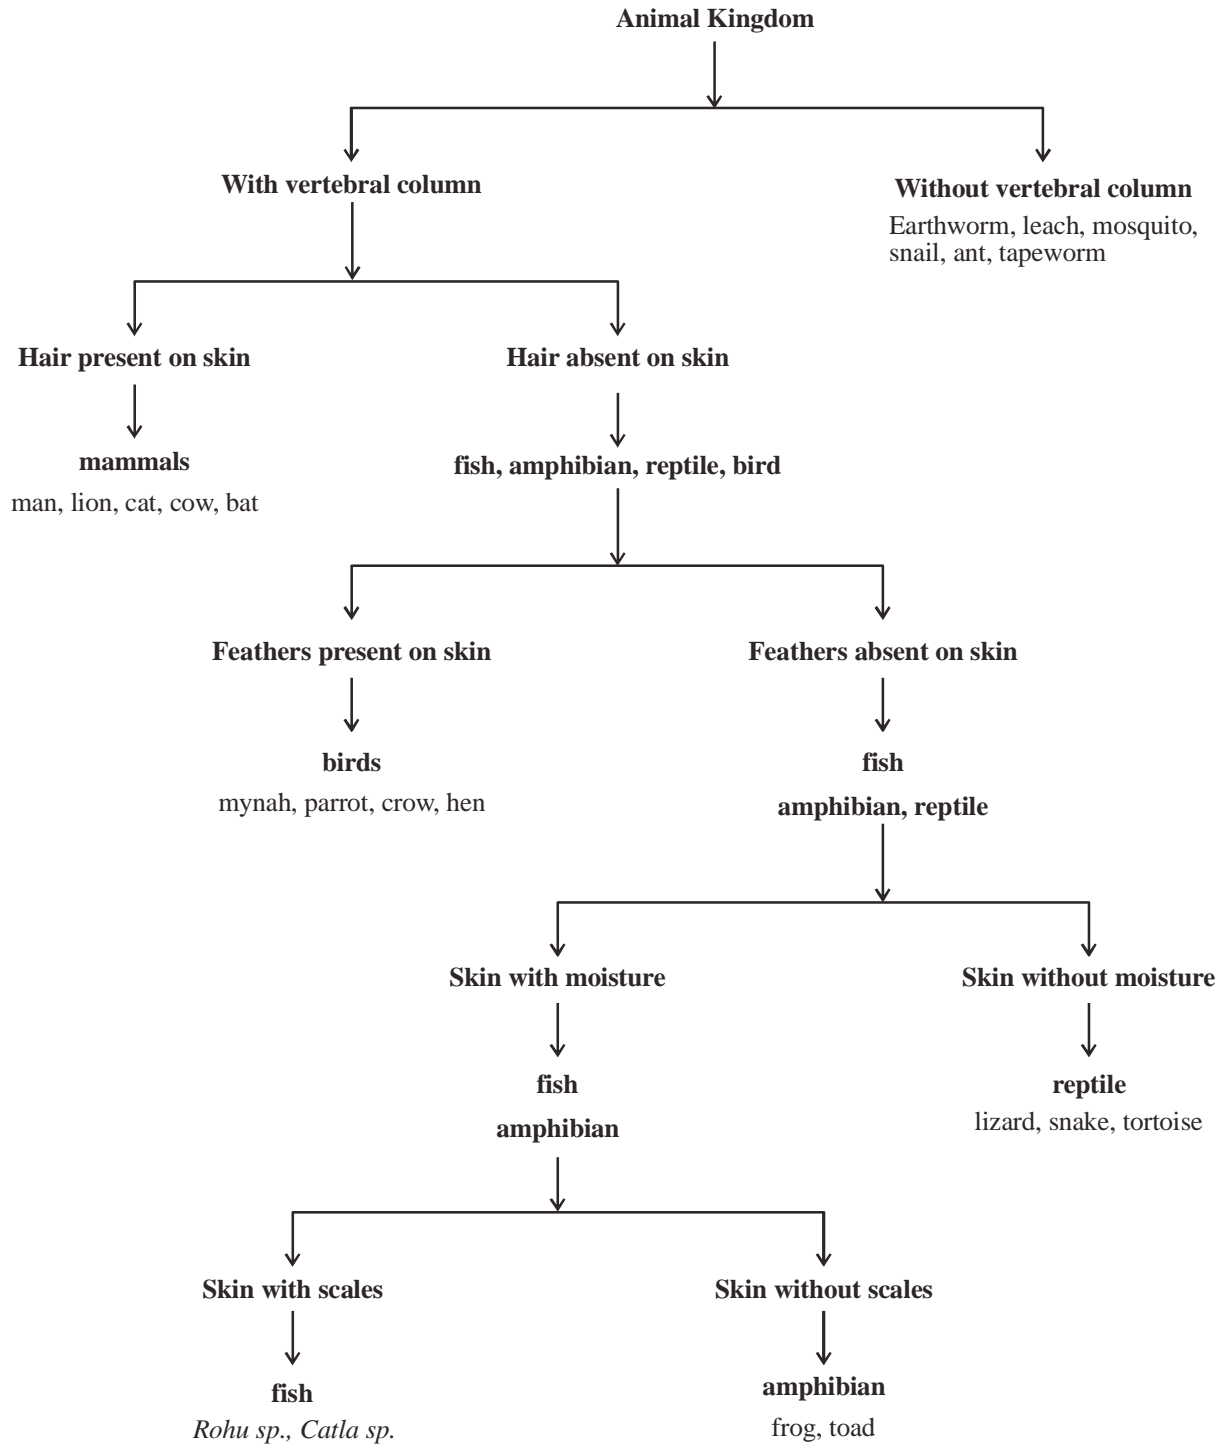 Animal Kingdom
With vertebral column
Without vertebral column
Earthworm, leach, mosquito,
snail, ant, tapeworm
Hair present on skin
Hair absent on skin
mammals
man, lion, cat, cow, bat
fish, amphibian, reptile, bird
Feathers present on skin
Feathers absent on skin
birds
mynah, parrot, crow, hen
fish
amphibian, reptile
Skin with moisture
Skin without moisture
fish
amphibian
reptile
lizard, snake, tortoise
Skin with scales
Skin without scales
fish
Rohu sp., Catla sp.
amphibian
frog, toad